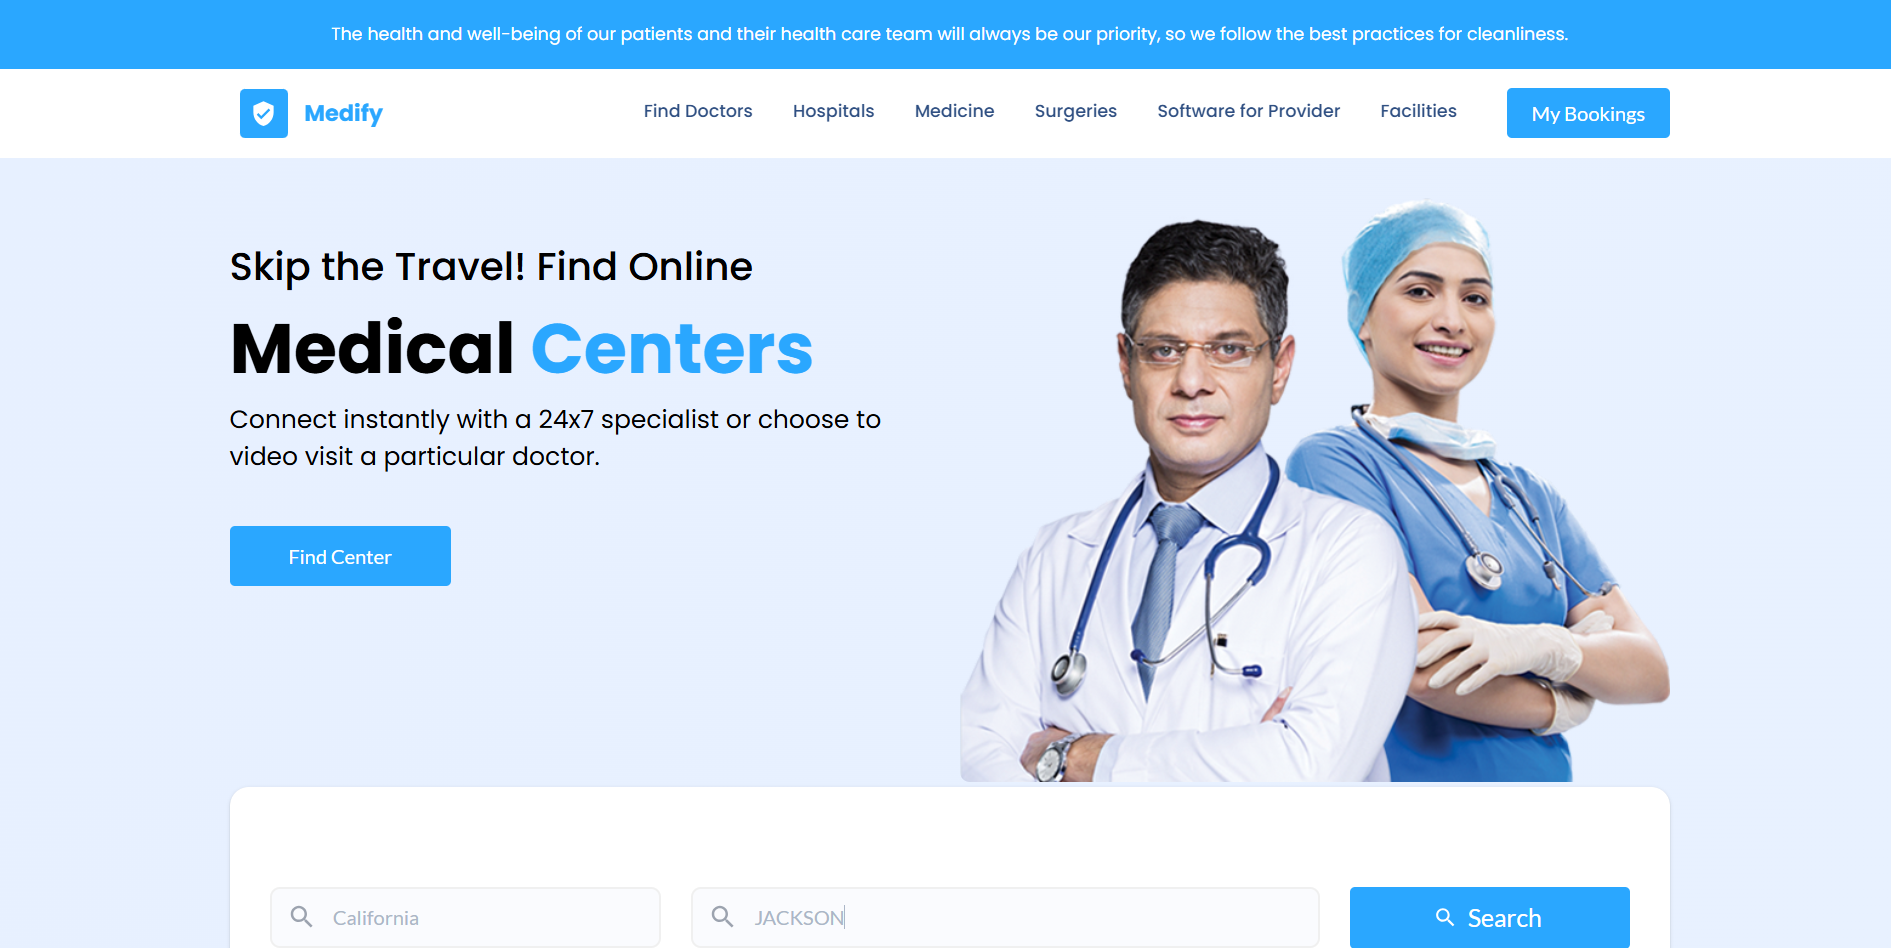 The health and well-being of our patients and their health care team will always be our priority, so we follow the best practices for cleanliness.
Medify
Find Doctors
Hospitals
Medicine
Surgeries
Software for Provider
Facilities
My Bookings
Skip the Travel! Find Online
Medical Centers
Connect instantly with a 24x7 specialist or choose to
video visit a particular doctor.
Find Center
California
JACKSON
Search